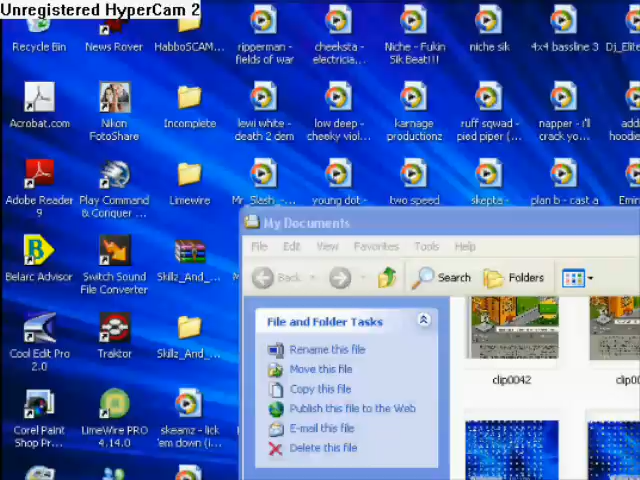 Unregistered HyperCam 2
Recycle Bin
News Rover
HabboSCAM...
ripperman -
fields of war
cheeksta -
electricia...
Niche - Fukin
Sik Beat!!!
niche sik
4x4 bassline 3
Dj_Elit
Acrobat.com
Nikon
FotoShare
Incomplete
lewi white -
death 2 dem
low deep -
cheeky viol...
karnage
productionz
ruff sqwad -
pied piper (...
napper - i'll
crack yo...
add
hoodie
Adobe Reader
9
Play Command
& Conquer ...
Limewire
Mr_Slash_-...
young dot -
two speed
skepta -
plan b - cast a
Emin
My Documents
File Edit View Favorites Tools Help
Back
Search
Folders
Belarc Advisor
Switch Sound
File Converter
Skillz_And_...
File and Folder Tasks
Rename this file
Move this file
Copy this file
Publish this file to the Web
E-mail this file
Delete this file
clip0042
clip00
Cool Edit Pro
2.0
Traktor
Skillz_And_...
Corel Paint
Shop Pr...
LimeWire PRO
4.14.0
skeamz - lick
'em down (i...